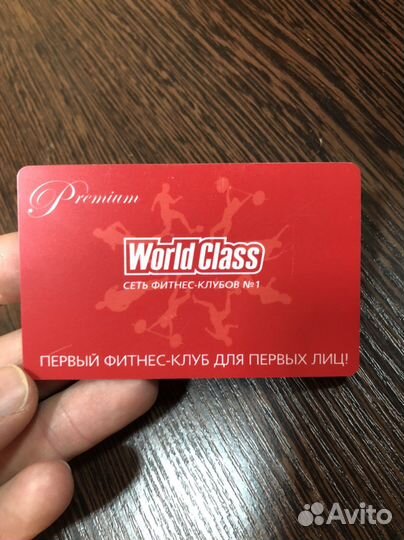 Premium
World Class
СЕТЬ ФИТНЕС-КЛУБОВ №1
ПЕРВЫЙ ФИТНЕС-КЛУБ ДЛЯ ПЕРВЫХ ЛИЦ!
Avito